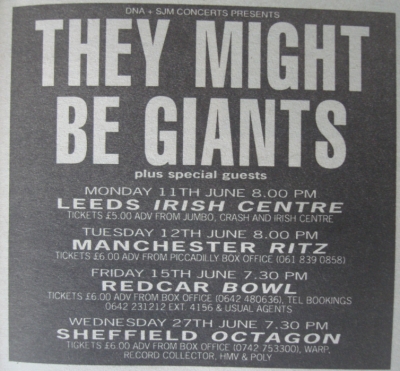 DNA + SJM CONCERTS PRESENTS
THEY MIGHT
BE GIANTS
plus special guests
MONDAY 11TH JUNE 8.00 PM
LEEDS IRISH CENTRE
TICKETS £5.00 ADV FROM JUMBO, CRASH AND IRISH CENTRE
TUESDAY 12TH JUNE 8.00 PM
MANCHESTER RITZ
TICKETS £6.00 ADV FROM PICCADILLY BOX OFFICE (061 839 0858)
FRIDAY 15TH JUNE 7.30 PM
REDCAR BOWL
TICKETS £6.00 ADV FROM BOX OFFICE (0642 480636), TEL BOOKINGS
0642 231212 EXT. 4156 & USUAL AGENTS
WEDNESDAY 27TH JUNE 7.30 PM
SHEFFIELD OCTAGON
TICKETS £6.00 ADV FROM BOX OFFICE (0742 753300), WARP,
RECORD COLLECTOR, HMV & POLY